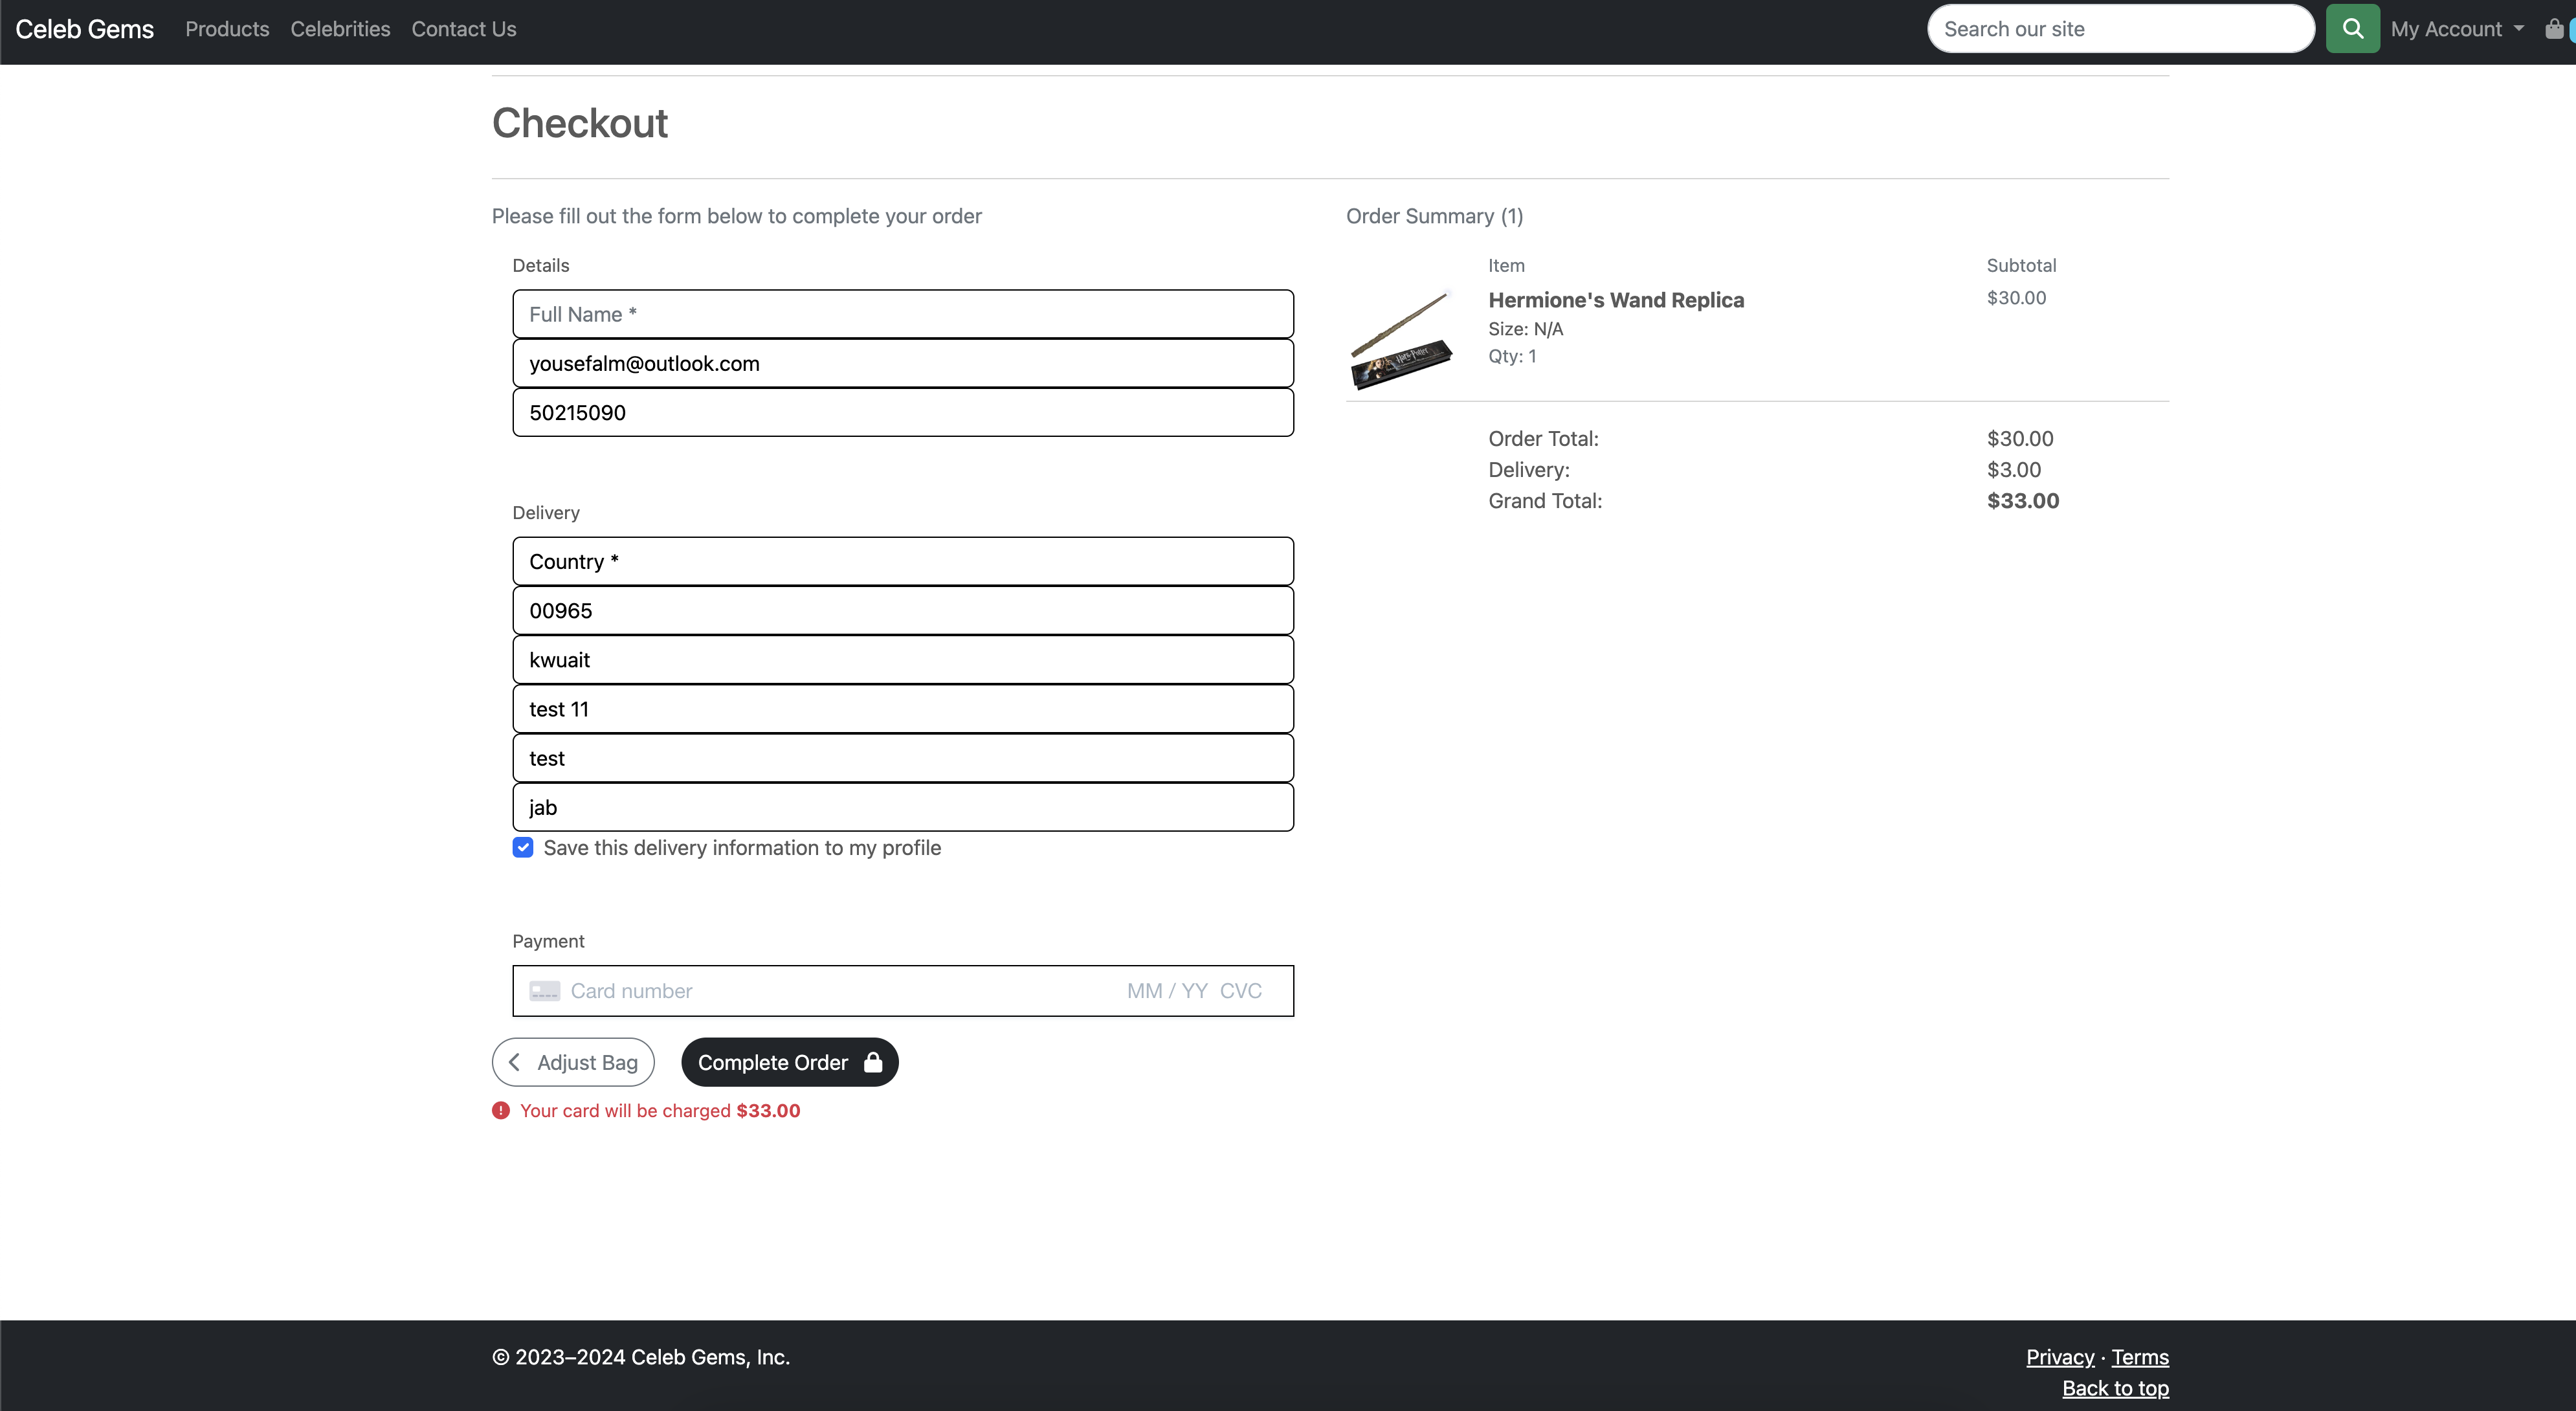 Celeb Gems Products Celebrities Contact Us Search our site My Account
Checkout
Please fill out the form below to complete your order
Details
Full Name *
yousefalm@outlook.com
50215090
Delivery
Country *
00965
kwuait
test 11
test
jab
Save this delivery information to my profile
Payment
Card number MM / YY CVC
Adjust Bag Complete Order
Your card will be charged $33.00
Order Summary (1)
Item Subtotal
Hermione's Wand Replica $30.00
Size: N/A
Qty: 1
Harry Potter
Order Total: $30.00
Delivery: $3.00
Grand Total: $33.00
© 2023–2024 Celeb Gems, Inc.
Privacy · Terms
Back to top